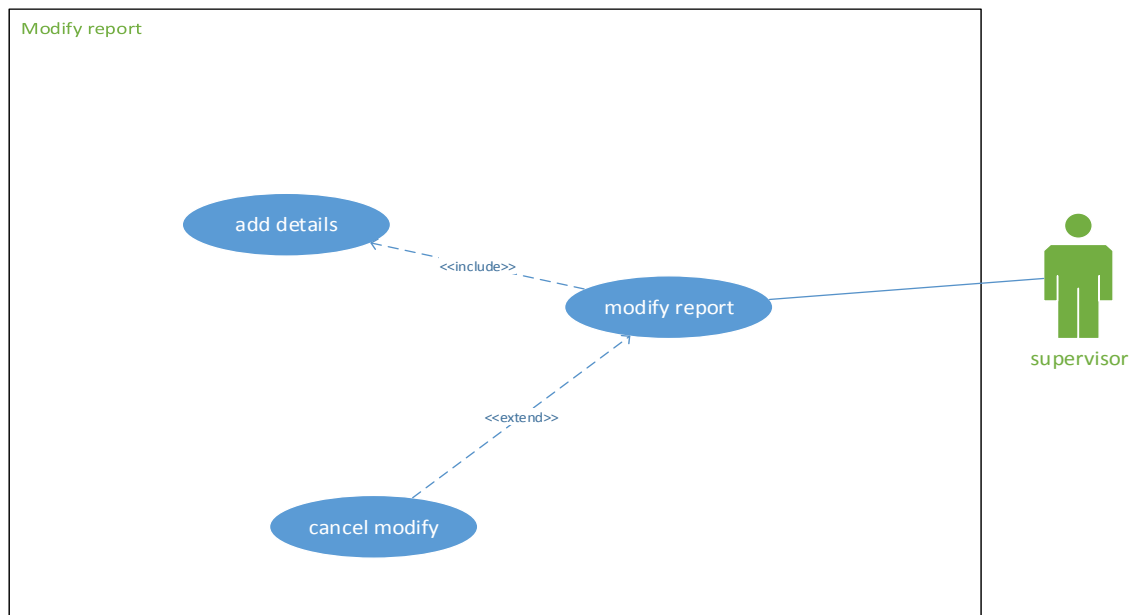 Modify report
add details
<<include>>
modify report
supervisor
<<extend>>
cancel modify